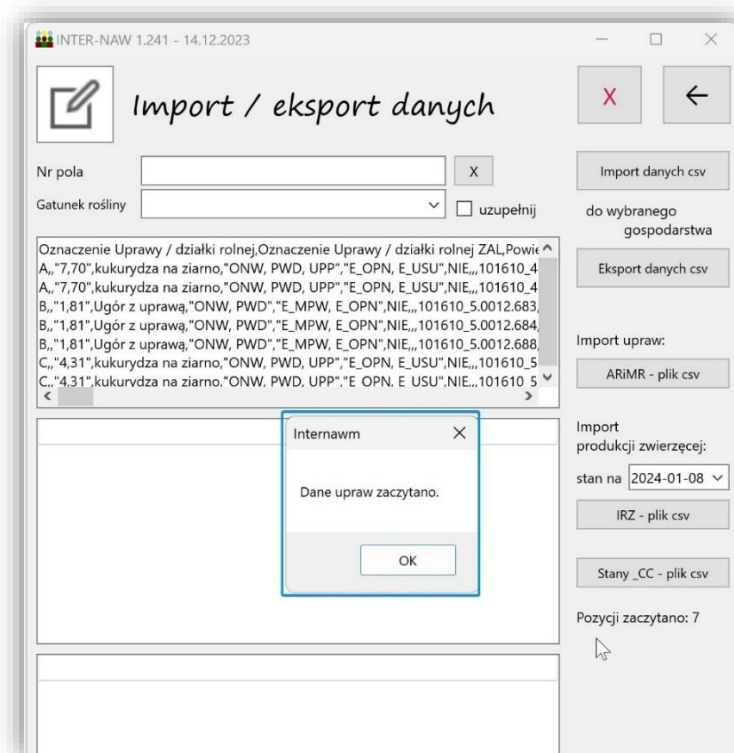 INTER-NAW 1.241 - 14.12.2023
Import / eksport danych
X
Nr pola
X
Import danych csv
Gatunek rośliny
uzupełnij
do wybranego
gospodarstwa
Oznaczenie Uprawy / działki rolnej,Oznaczenie Uprawy / działki rolnej ZAL,Powie
A,,"7,70",kukurydza na ziarno,"ONW, PWD, UPP","E_OPN, E_USU",NIE,,,101610_4
A,,"7,70",kukurydza na ziarno,"ONW, PWD, UPP","E_OPN, E_USU",NIE,,,101610_4
B,,"1,81",Ugór z uprawą,"ONW, PWD","E_MPW, E_OPN",NIE,,,101610_5.0012.683,
B,,"1,81",Ugór z uprawą,"ONW, PWD","E_MPW, E_OPN",NIE,,,101610_5.0012.684,
B,,"1,81",Ugór z uprawą,"ONW, PWD","E_MPW, E_OPN",NIE,,,101610_5.0012.688,
C,,"4,31",kukurydza na ziarno,"ONW, PWD, UPP","E_OPN, E_USU",NIE,,,101610_5
C,,"4,31",kukurydza na ziarno,"ONW, PWD, UPP","E_OPN, E_USU",NIE,,,101610_5
Eksport danych csv
Import upraw:
ARiMR - plik csv
Import
produkcji zwierzęcej:
stan na 2024-01-08
IRZ - plik csv
Stany _CC - plik csv
Pozycji zaczytano: 7
Internawm
Dane upraw zaczytano.
OK